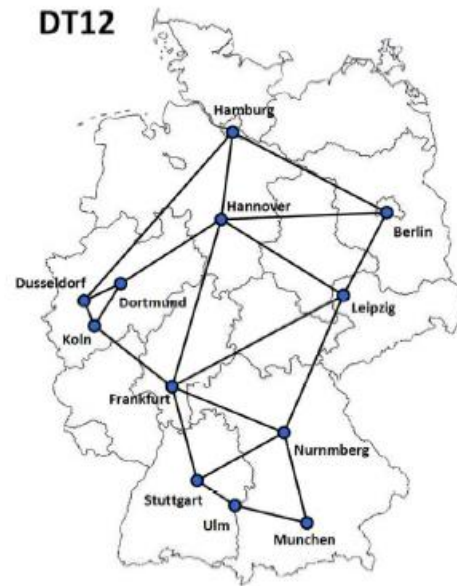 DT12
Hamburg
Hannover
Berlin
Dusseldorf
Dortmund
Leipzig
Koln
Frankfurt
Nurnmberg
Stuttgart
Ulm
Munchen